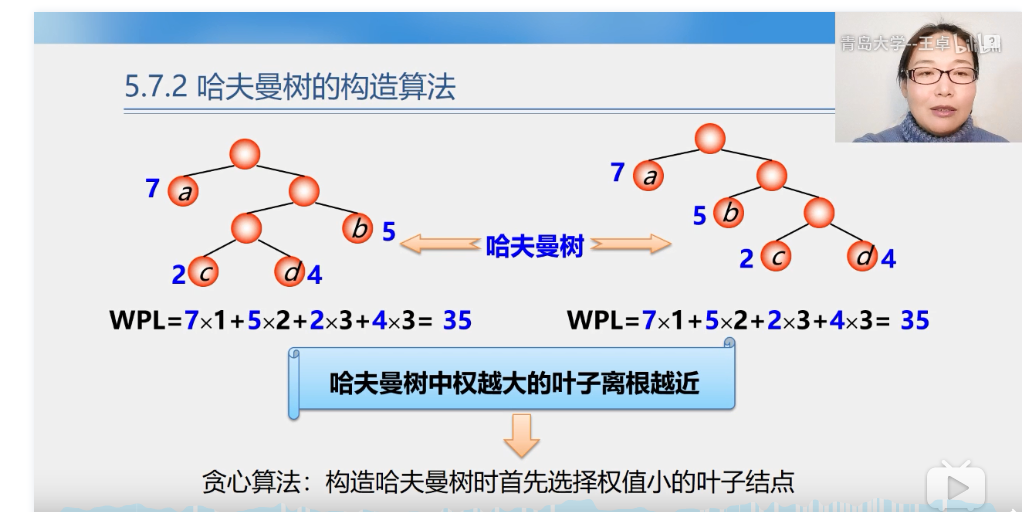 青岛大学--王卓
5.7.2 哈夫曼树的构造算法
7 a
b 5
2 c d 4
7 a
5 b
2 c d 4
哈夫曼树
WPL=7×1+5×2+2×3+4×3= 35
WPL=7×1+5×2+2×3+4×3= 35
哈夫曼树中权越大的叶子离根越近
贪心算法：构造哈夫曼树时首先选择权值小的叶子结点